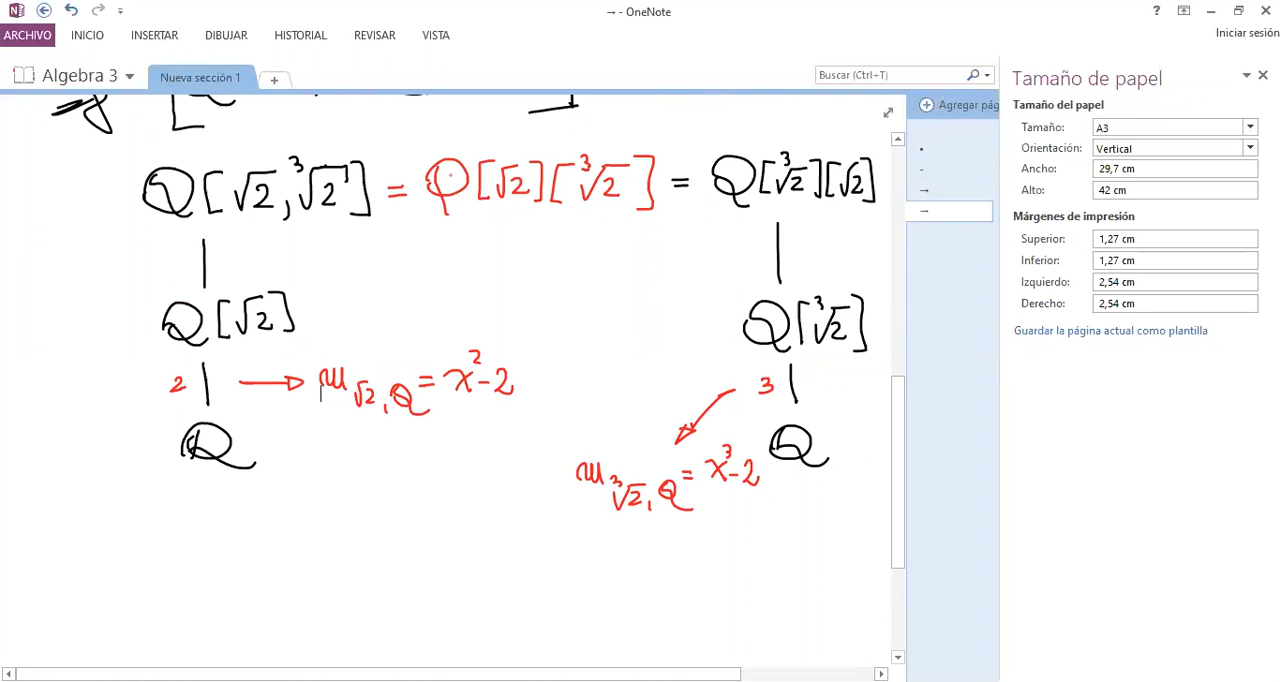 → - OneNote
Iniciar sesión
ARCHIVO INICIO INSERTAR DIBUJAR HISTORIAL REVISAR VISTA
Algebra 3 Nueva sección 1
Buscar (Ctrl+T)
Agregar pág
ℚ[√2, ∛2] = ℚ[√2][∛2] = ℚ[∛2][√2]
ℚ[√2] ℚ[∛2]
2 → m_{√2, ℚ} = x² - 2 3
ℚ ℚ
m_{∛2, ℚ} = x³ - 2
Tamaño de papel
Tamaño del papel
Tamaño: A3
Orientación: Vertical
Ancho: 29,7 cm
Alto: 42 cm
Márgenes de impresión
Superior: 1,27 cm
Inferior: 1,27 cm
Izquierdo: 2,54 cm
Derecho: 2,54 cm
Guardar la página actual como plantilla